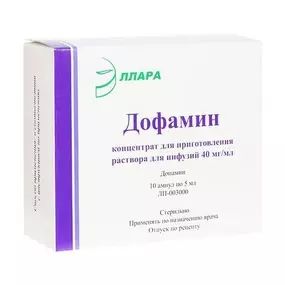 ЭЛЛАРА
Дофамин
концентрат для приготовления
раствора для инфузий 40 мг/мл
Допамин
10 ампул по 5 мл
ЛП-003000
Стерильно
Применять по назначению врача
Отпуск по рецепту